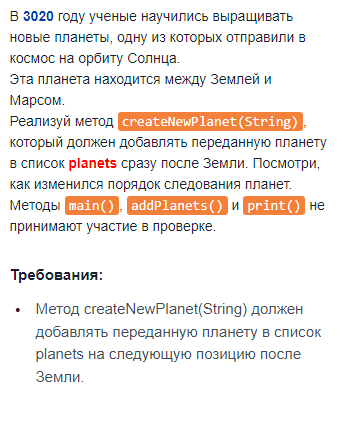 В 3020 году ученые научились выращивать
новые планеты, одну из которых отправили в
космос на орбиту Солнца.
Эта планета находится между Землей и
Марсом.
Реализуй метод createNewPlanet(String),
который должен добавлять переданную планету
в список planets сразу после Земли. Посмотри,
как изменился порядок следования планет.
Методы main(), addPlanets() и print() не
принимают участие в проверке.
Требования:
• Метод createNewPlanet(String) должен
добавлять переданную планету в список
planets на следующую позицию после
Земли.